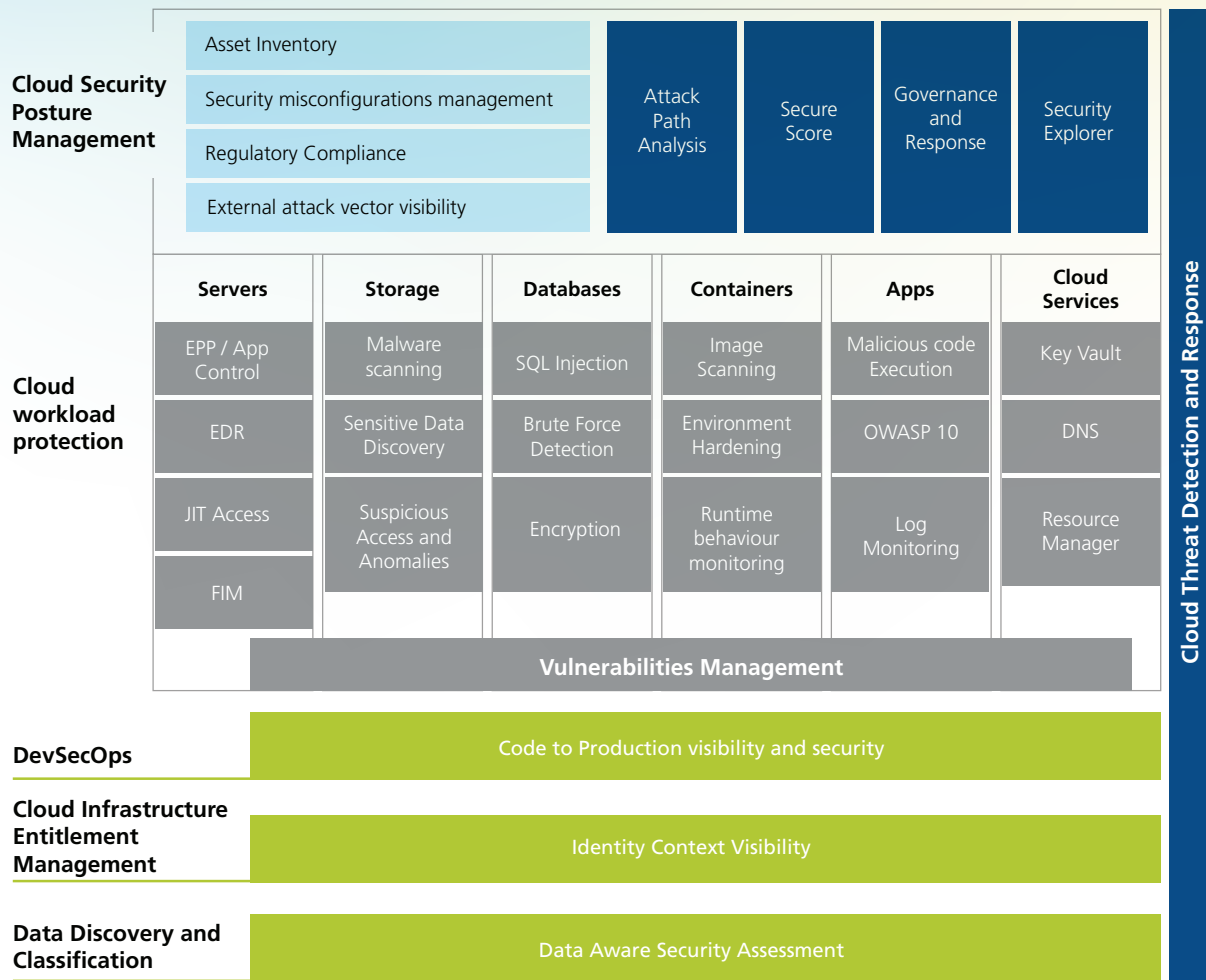 Cloud Security
Posture
Management
Asset Inventory
Security misconfigurations management
Regulatory Compliance
External attack vector visibility
Attack
Path
Analysis
Secure
Score
Governance
and
Response
Security
Explorer
Cloud
workload
protection
Servers
EPP / App
Control
EDR
JIT Access
FIM
Storage
Malware
scanning
Sensitive Data
Discovery
Suspicious
Access and
Anomalies
Databases
SQL Injection
Brute Force
Detection
Encryption
Containers
Image
Scanning
Environment
Hardening
Runtime
behaviour
monitoring
Apps
Malicious code
Execution
OWASP 10
Log
Monitoring
Cloud
Services
Key Vault
DNS
Resource
Manager
Vulnerabilities Management
DevSecOps
Code to Production visibility and security
Cloud Infrastructure
Entitlement
Management
Identity Context Visibility
Data Discovery and
Classification
Data Aware Security Assessment
Cloud Threat Detection and Response